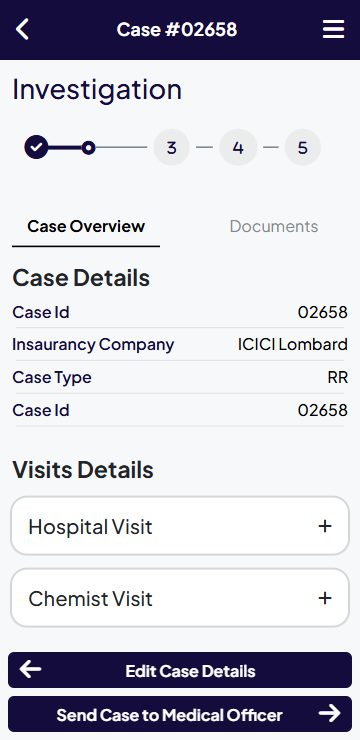 Case #02658
Investigation
3 4 5
Case Overview Documents
Case Details
Case Id 02658
Insaurancy Company ICICI Lombard
Case Type RR
Case Id 02658
Visits Details
Hospital Visit +
Chemist Visit +
Edit Case Details
Send Case to Medical Officer